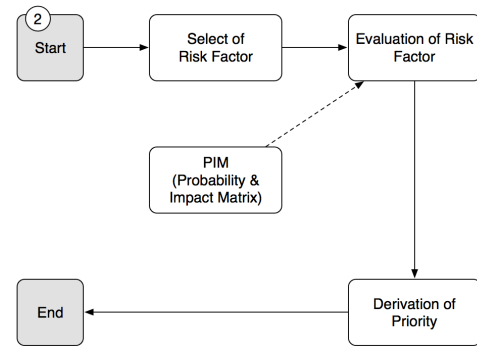 2
Start
Select of
Risk Factor
Evaluation of Risk
Factor
PIM
(Probability &
Impact Matrix)
End
Derivation of
Priority